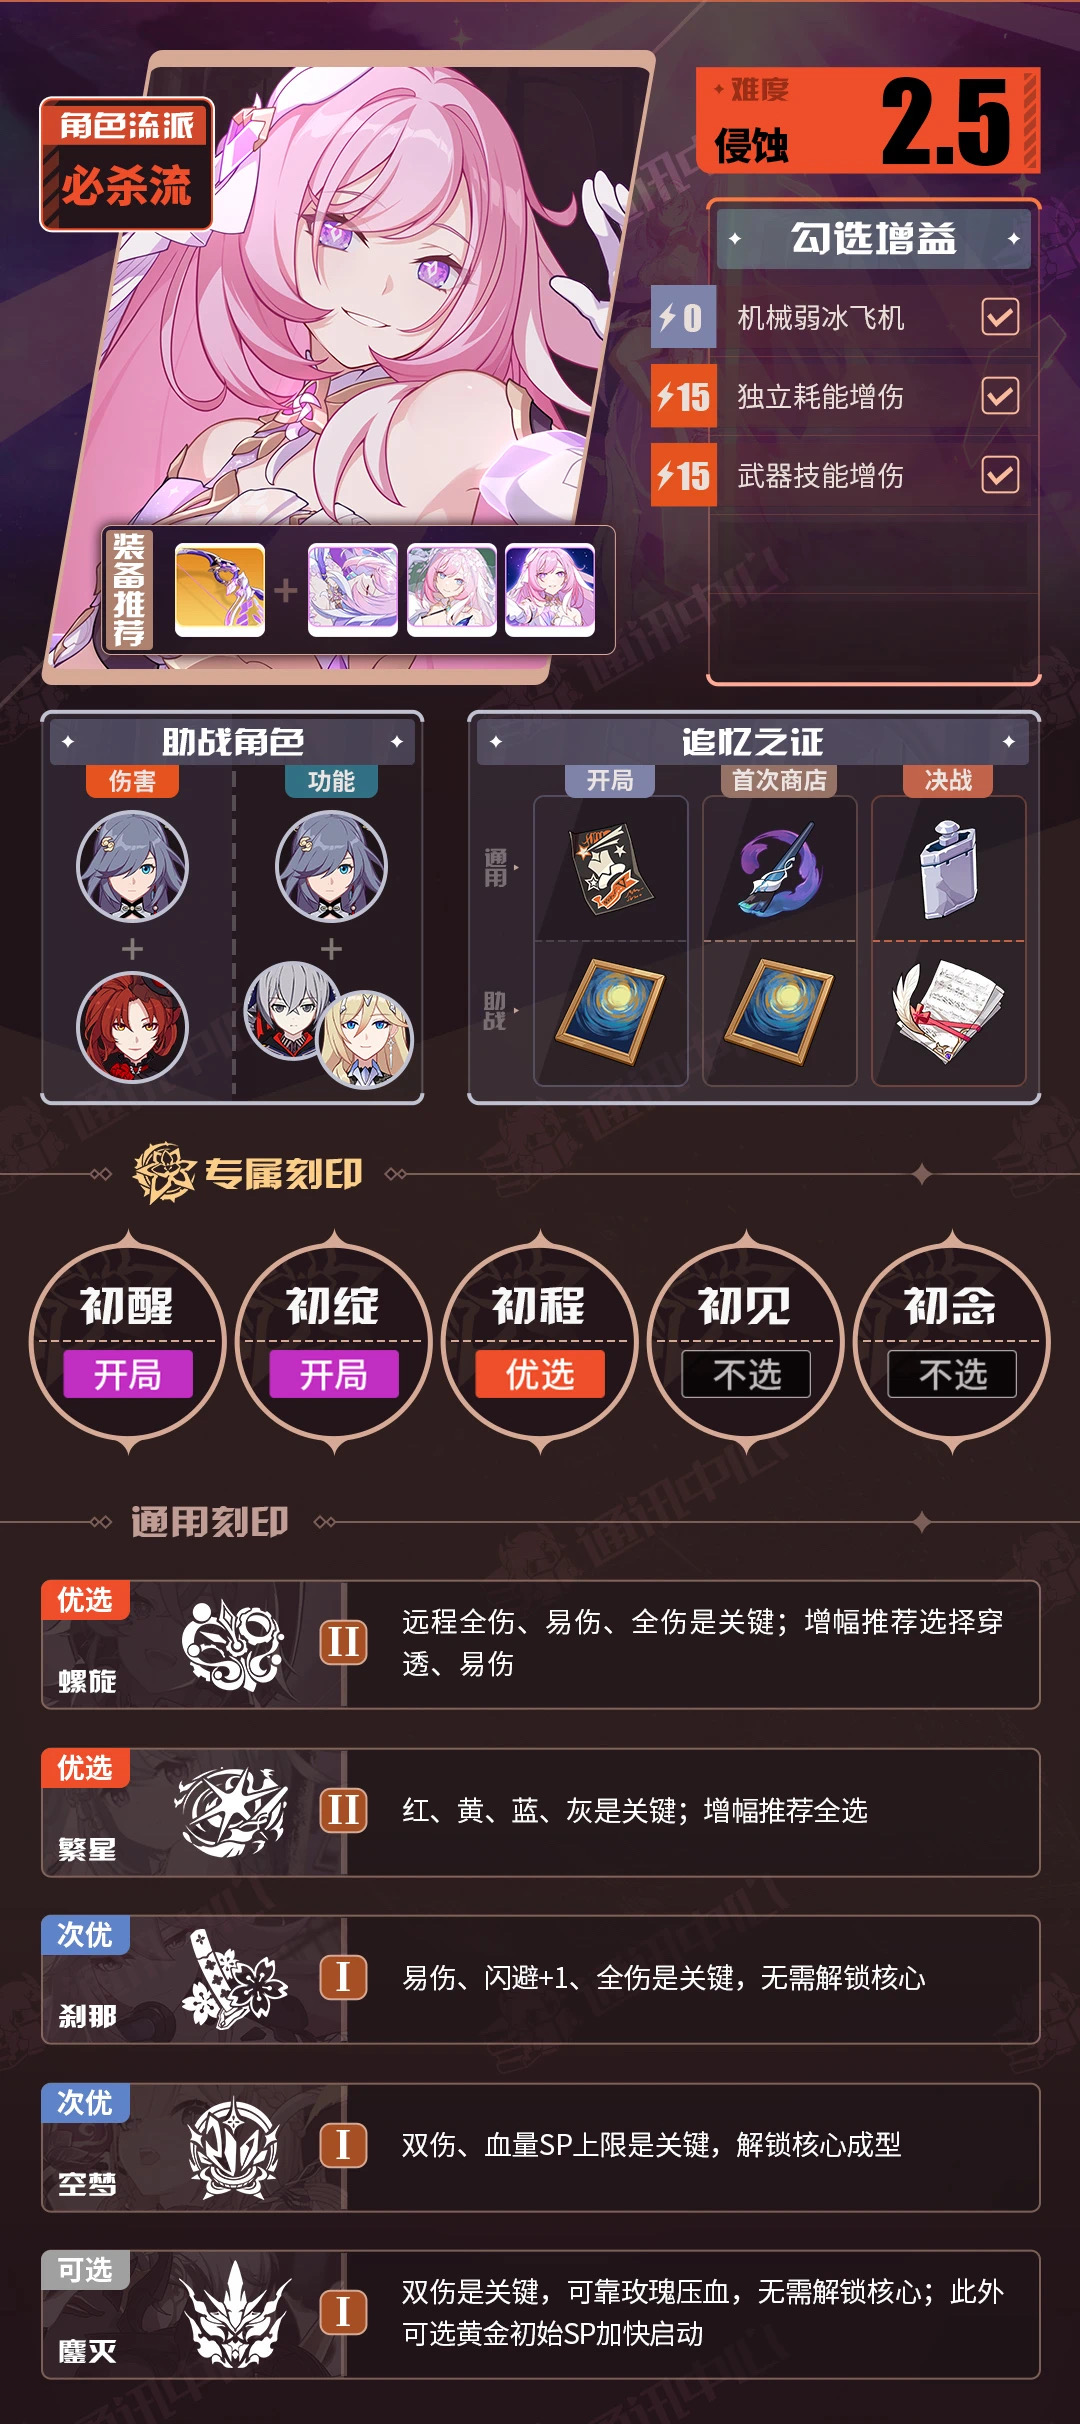 角色流派
必杀流
难度
侵蚀
2.5
勾选增益
0
机械弱冰飞机
15
独立耗能增伤
15
武器技能增伤
装备推荐
助战角色
伤害
功能
追忆之证
开局
首次商店
决战
通用
助战
专属刻印
初醒
开局
初绽
开局
初程
优选
初见
不选
初念
不选
通用刻印
优选
螺旋
II
远程全伤、易伤、全伤是关键；增幅推荐选择穿
透、易伤
优选
繁星
II
红、黄、蓝、灰是关键；增幅推荐全选
次优
刹那
I
易伤、闪避+1、全伤是关键，无需解锁核心
次优
空梦
I
双伤、血量SP上限是关键，解锁核心成型
可选
鏖灭
I
双伤是关键，可靠玫瑰压血，无需解锁核心；此外
可选黄金初始SP加快启动
通讯中心